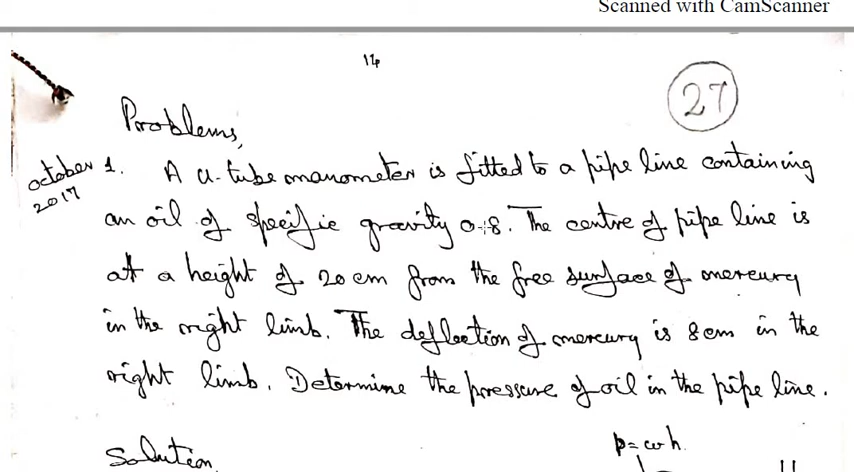 Scanned with CamScanner
14
27
Problems,
october 2017
1. A U-tube manometer is fitted to a pipe line containing
an oil of specific gravity 0.8. The centre of pipe line is
at a height of 20 cm from the free surface of mercury
in the right limb. The deflection of mercury is 8 cm in the
right limb. Determine the pressure of oil in the pipe line.
p=ωh.
Solution